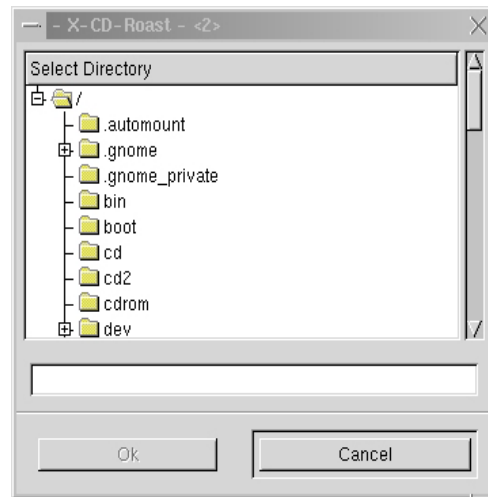 - X-CD-Roast - <2>
Select Directory
/
.automount
.gnome
.gnome_private
bin
boot
cd
cd2
cdrom
dev
Ok
Cancel